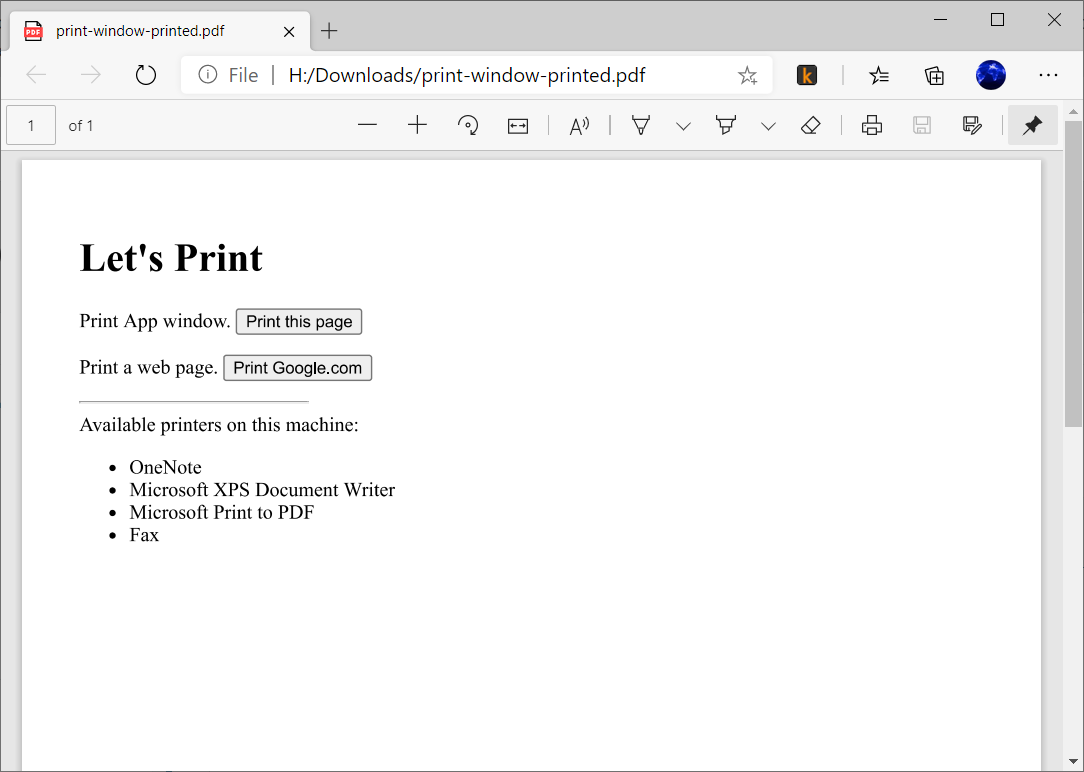 print-window-printed.pdf
File | H:/Downloads/print-window-printed.pdf
1 of 1
Let's Print
Print App window. Print this page
Print a web page. Print Google.com
Available printers on this machine:
• OneNote
• Microsoft XPS Document Writer
• Microsoft Print to PDF
• Fax